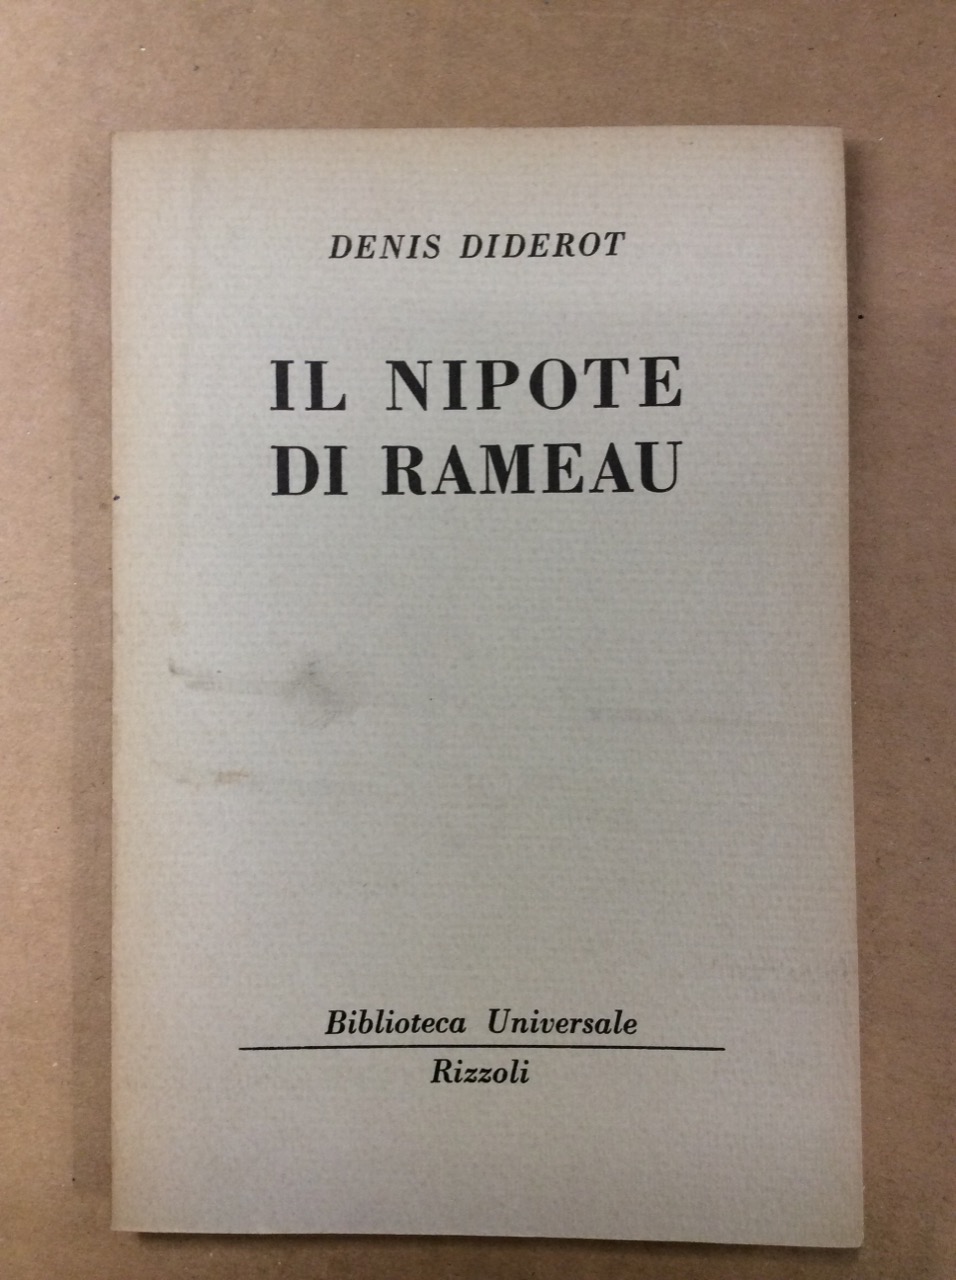 DENIS DIDEROT
IL NIPOTE
DI RAMEAU
Biblioteca Universale
Rizzoli